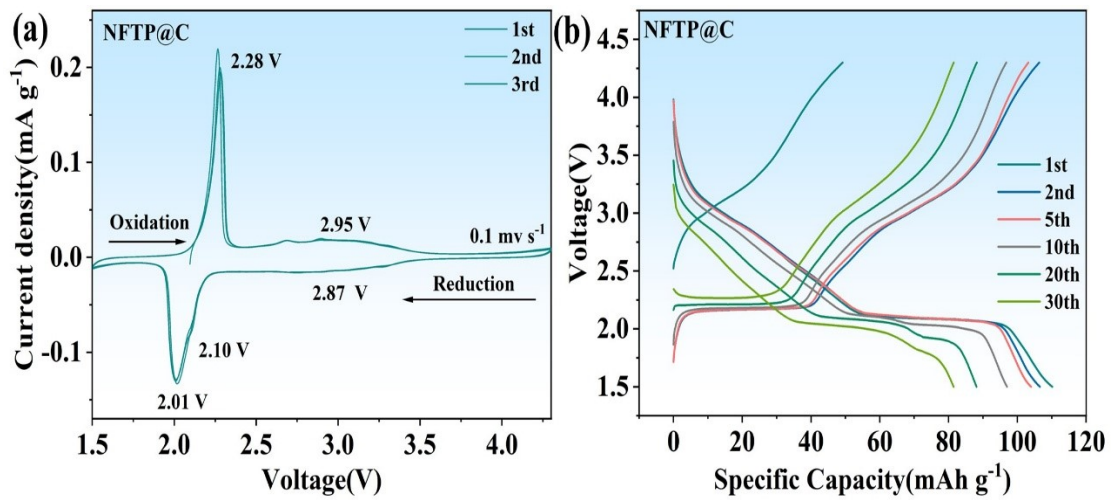 (a)
NFTP@C
1st
2nd
3rd
2.28 V
Oxidation
2.95 V
0.1 mv s⁻¹
2.87 V
Reduction
2.10 V
2.01 V
0.2
0.1
0.0
-0.1
Current density(mA g⁻¹)
1.5
2.0
2.5
3.0
3.5
4.0
Voltage(V)
(b)
NFTP@C
1st
2nd
5th
10th
20th
30th
4.5
4.0
3.5
3.0
2.5
2.0
1.5
Voltage(V)
0
20
40
60
80
100
120
Specific Capacity(mAh g⁻¹)